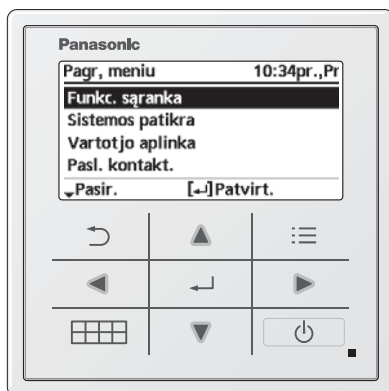 Panasonic
Pagr, meniu 10:34pr.,Pr
Funkc. sąranka
Sistemos patikra
Vartotjo aplinka
Pasl. kontakt.
Pasir. [↵]Patvirt.